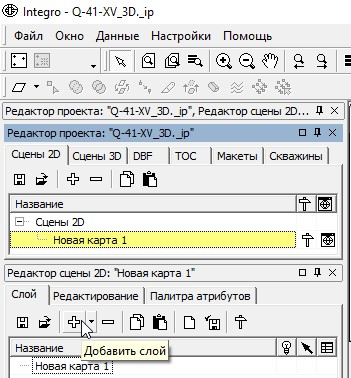 Integro - Q-41-XV_3D._ip
Файл Окно Данные Настройки Помощь
Редактор проекта: "Q-41-XV_3D._ip", Редактор сцены 2D...
Редактор проекта: "Q-41-XV_3D._ip"
Сцены 2D Сцены 3D DBF ТОС Макеты Скважины
Название
Сцены 2D
Новая карта 1
Редактор сцены 2D: "Новая карта 1"
Слой Редактирование Палитра атрибутов
Добавить слой
Название
Новая карта 1